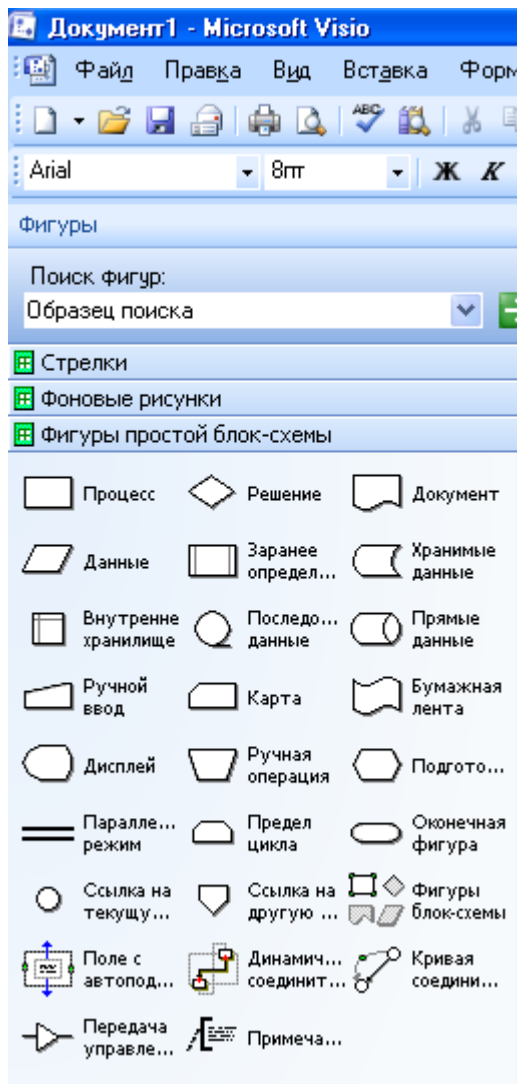 Документ1 - Microsoft Visio
Файл Правка Вид Вставка Форм
ABC
Arial 8пт Ж К
Фигуры
Поиск фигур:
Образец поиска
Стрелки
Фоновые рисунки
Фигуры простой блок-схемы
Процесс Решение Документ
Данные Заранее определ... Хранимые данные
Внутренне хранилище Последо... данные Прямые данные
Ручной ввод Карта Бумажная лента
Дисплей Ручная операция Подгото...
Паралле... режим Предел цикла Оконечная фигура
Ссылка на текущу... Ссылка на другую ... Фигуры блок-схемы
Поле с автопод... Динамич... соединит... Кривая соедини...
Передача управле... Примеча...